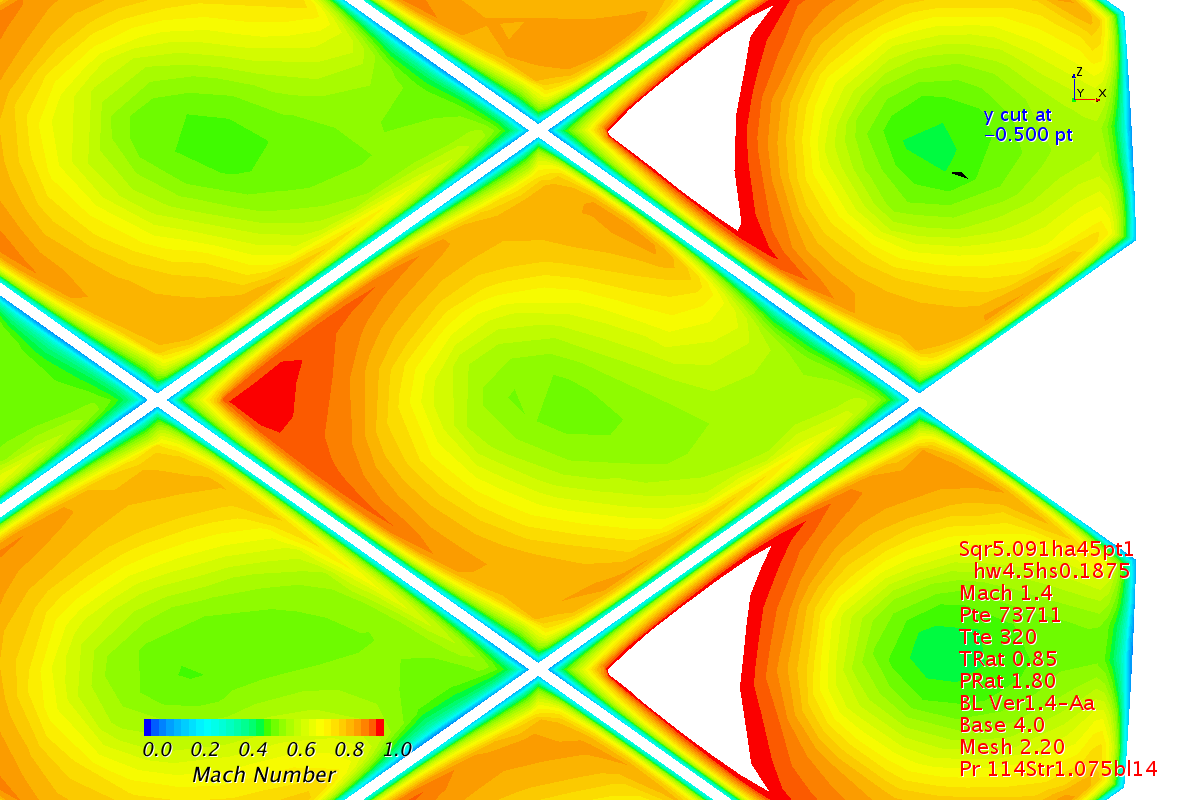 Z
Y X
y cut at
−0.500 pt
Sqr5.091ha45pt1
hw4.5hs0.1875
Mach 1.4
Pte 73711
Tte 320
TRat 0.85
PRat 1.80
BL Ver1.4−Aa
Base 4.0
Mesh 2.20
Pr 114Str1.075bl14
0.0 0.2 0.4 0.6 0.8 1.0
Mach Number